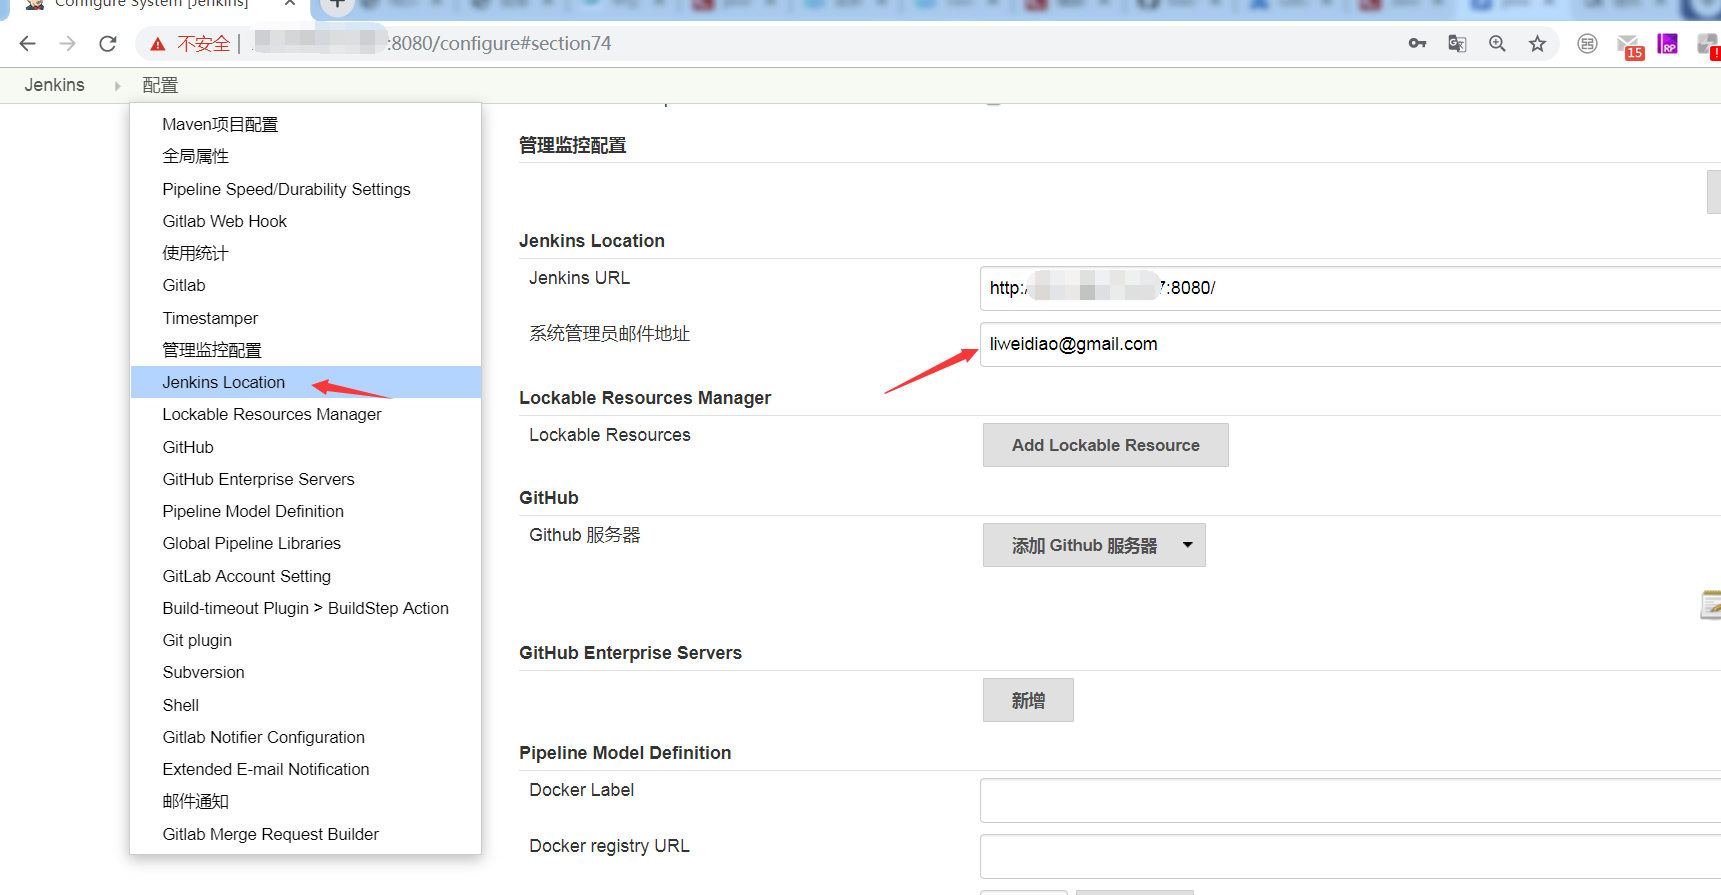 Configure System [Jenkins]
不安全 | :8080/configure#section74
15
RP
Jenkins 配置
Maven项目配置
全局属性
Pipeline Speed/Durability Settings
Gitlab Web Hook
使用统计
Gitlab
Timestamper
管理监控配置
Jenkins Location
Lockable Resources Manager
GitHub
GitHub Enterprise Servers
Pipeline Model Definition
Global Pipeline Libraries
GitLab Account Setting
Build-timeout Plugin > BuildStep Action
Git plugin
Subversion
Shell
Gitlab Notifier Configuration
Extended E-mail Notification
邮件通知
Gitlab Merge Request Builder
管理监控配置
Jenkins Location
Jenkins URL
http:/ 7:8080/
系统管理员邮件地址
liweidiao@gmail.com
Lockable Resources Manager
Lockable Resources
Add Lockable Resource
GitHub
Github 服务器
添加 Github 服务器
GitHub Enterprise Servers
新增
Pipeline Model Definition
Docker Label
Docker registry URL